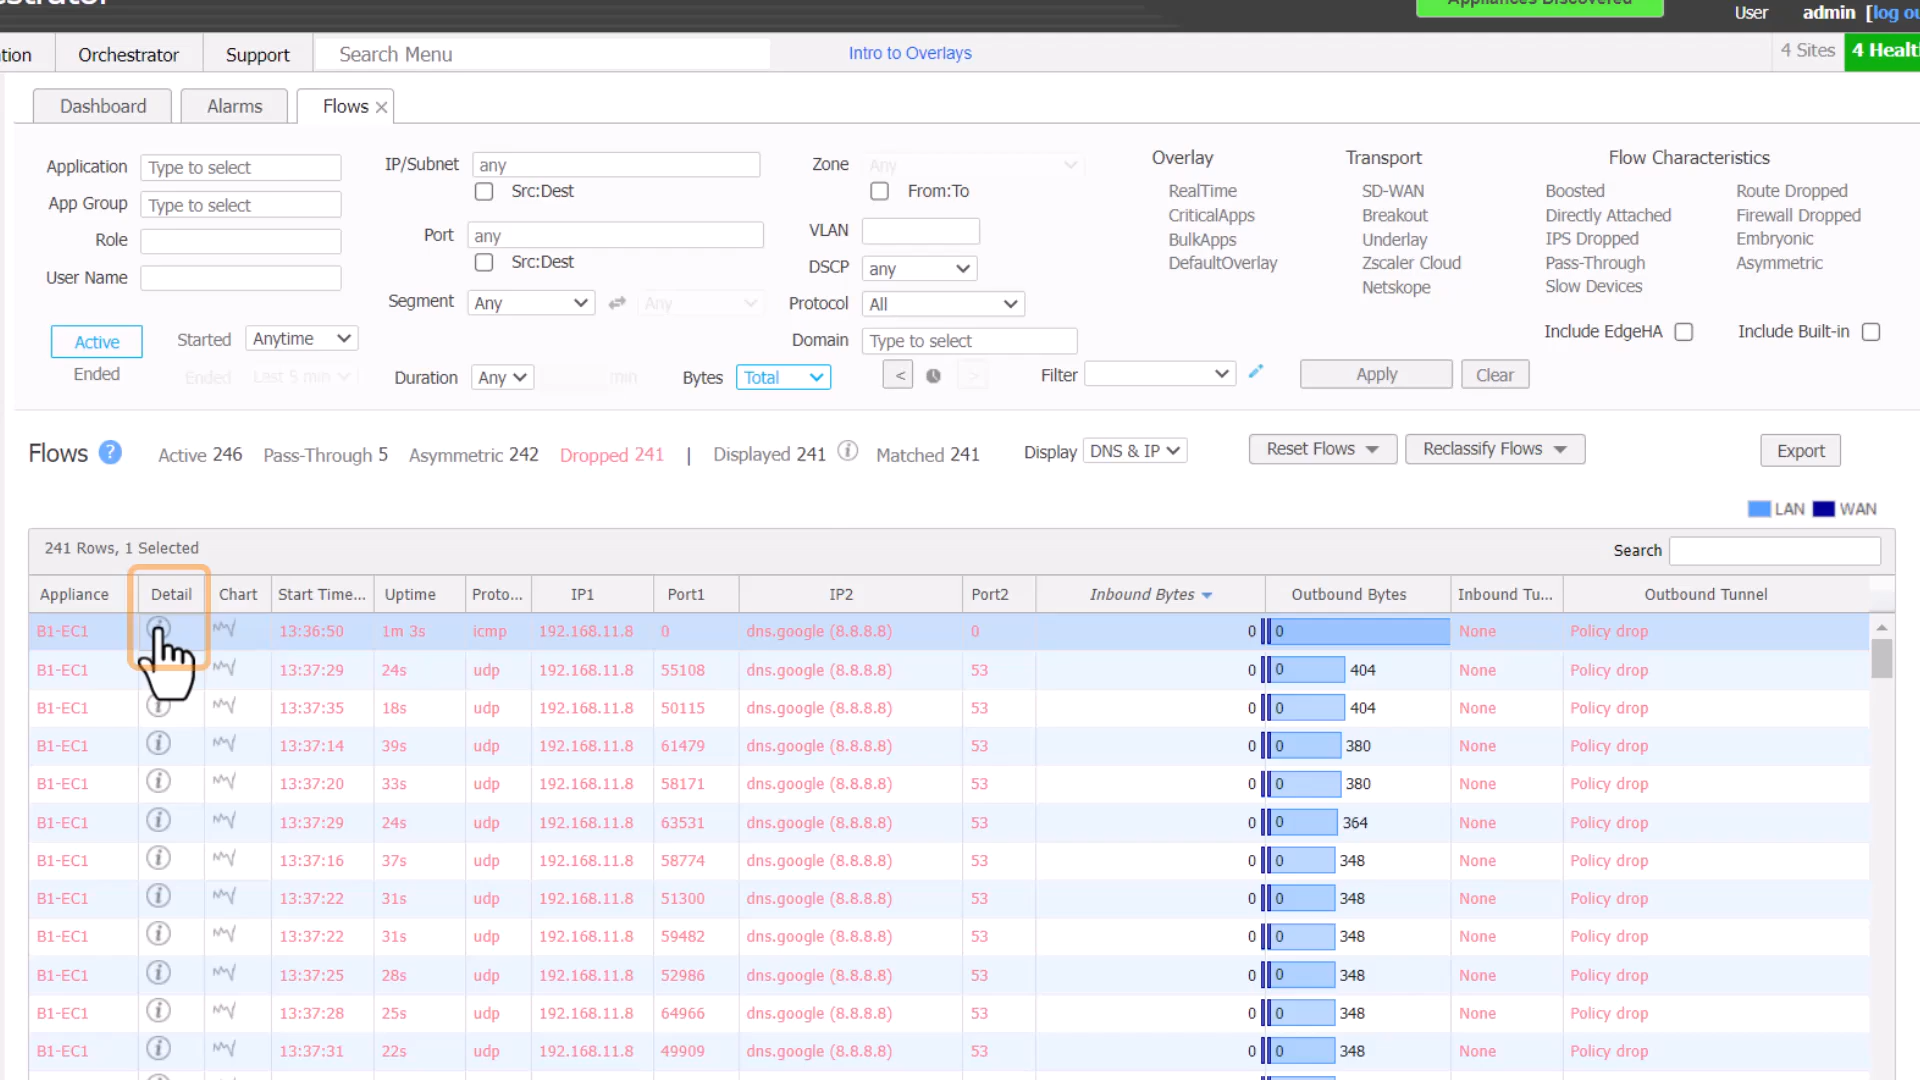 User admin [log ou
tion Orchestrator Support Search Menu Intro to Overlays 4 Sites 4 Healt
Dashboard Alarms Flows
Application Type to select IP/Subnet any Zone Any Overlay Transport Flow Characteristics
Src:Dest From:To RealTime SD-WAN Boosted Route Dropped
App Group Type to select CriticalApps Breakout Directly Attached Firewall Dropped
Role Port any VLAN BulkApps Underlay IPS Dropped Embryonic
Src:Dest DSCP any DefaultOverlay Zscaler Cloud Pass-Through Asymmetric
User Name Netskope Slow Devices
Segment Any Any Protocol All
Active Started Anytime Domain Type to select Include EdgeHA Include Built-in
Ended Ended Last 5 min Duration Any min Bytes Total < > Filter Apply Clear
Flows ? Active 246 Pass-Through 5 Asymmetric 242 Dropped 241 | Displayed 241 i Matched 241 Display DNS & IP Reset Flows Reclassify Flows Export
LAN WAN
241 Rows, 1 Selected Search
Appliance Detail Chart Start Time... Uptime Proto... IP1 Port1 IP2 Port2 Inbound Bytes Outbound Bytes Inbound Tu... Outbound Tunnel
B1-EC1 13:36:50 1m 3s icmp 192.168.11.8 0 dns.google (8.8.8.8) 0 0 0 None Policy drop
B1-EC1 13:37:29 24s udp 192.168.11.8 55108 dns.google (8.8.8.8) 53 0 0 404 None Policy drop
B1-EC1 i 13:37:35 18s udp 192.168.11.8 50115 dns.google (8.8.8.8) 53 0 0 404 None Policy drop
B1-EC1 i 13:37:14 39s udp 192.168.11.8 61479 dns.google (8.8.8.8) 53 0 0 380 None Policy drop
B1-EC1 i 13:37:20 33s udp 192.168.11.8 58171 dns.google (8.8.8.8) 53 0 0 380 None Policy drop
B1-EC1 i 13:37:29 24s udp 192.168.11.8 63531 dns.google (8.8.8.8) 53 0 0 364 None Policy drop
B1-EC1 i 13:37:16 37s udp 192.168.11.8 58774 dns.google (8.8.8.8) 53 0 0 348 None Policy drop
B1-EC1 i 13:37:22 31s udp 192.168.11.8 51300 dns.google (8.8.8.8) 53 0 0 348 None Policy drop
B1-EC1 i 13:37:22 31s udp 192.168.11.8 59482 dns.google (8.8.8.8) 53 0 0 348 None Policy drop
B1-EC1 i 13:37:25 28s udp 192.168.11.8 52986 dns.google (8.8.8.8) 53 0 0 348 None Policy drop
B1-EC1 i 13:37:28 25s udp 192.168.11.8 64966 dns.google (8.8.8.8) 53 0 0 348 None Policy drop
B1-EC1 i 13:37:31 22s udp 192.168.11.8 49909 dns.google (8.8.8.8) 53 0 0 348 None Policy drop